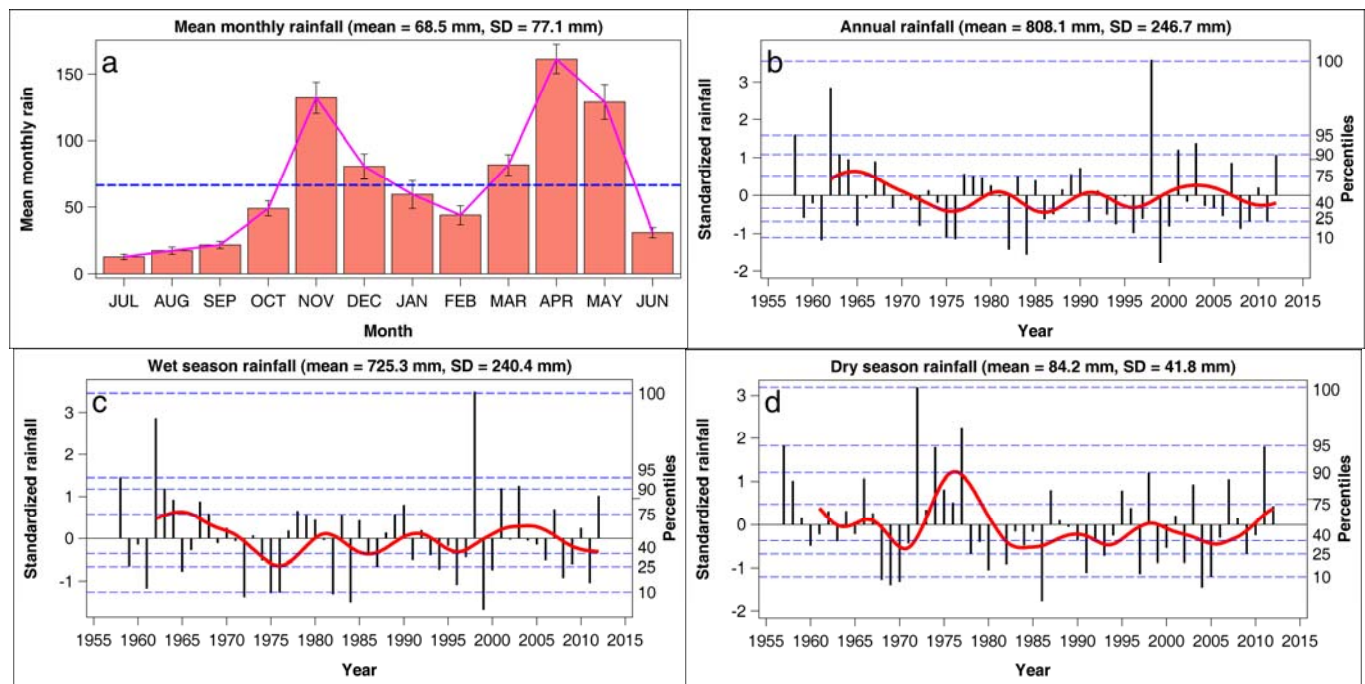 Mean monthly rainfall (mean = 68.5 mm, SD = 77.1 mm)
a
Mean monthly rain
150
100
50
0
JUL AUG SEP OCT NOV DEC JAN FEB MAR APR MAY JUN
Month
Annual rainfall (mean = 808.1 mm, SD = 246.7 mm)
b
Standardized rainfall
3
2
1
0
-1
-2
100
95
90
75
40
25
10
Percentiles
1955 1960 1965 1970 1975 1980 1985 1990 1995 2000 2005 2010 2015
Year
Wet season rainfall (mean = 725.3 mm, SD = 240.4 mm)
c
Standardized rainfall
3
2
1
0
-1
100
95
90
75
40
25
10
Percentiles
1955 1960 1965 1970 1975 1980 1985 1990 1995 2000 2005 2010 2015
Year
Dry season rainfall (mean = 84.2 mm, SD = 41.8 mm)
d
Standardized rainfall
3
2
1
0
-1
-2
100
95
90
75
40
25
10
Percentiles
1955 1960 1965 1970 1975 1980 1985 1990 1995 2000 2005 2010 2015
Year